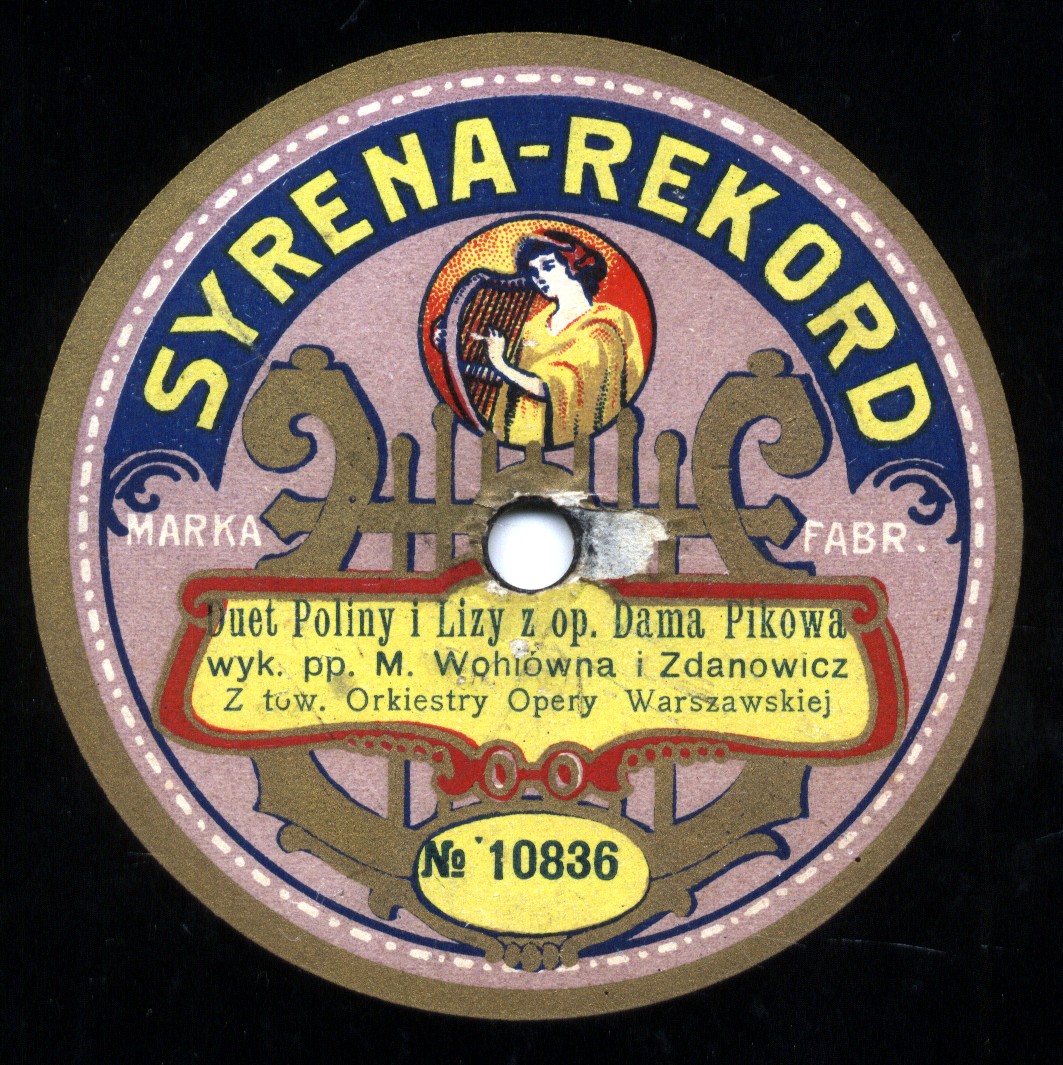 SYRENA-REKORD
MARKA FABR.
Duet Poliny i Lizy z op. Dama Pikowa
wyk. pp. M. Wohlówna i Zdanowicz
Z tow. Orkiestry Opery Warszawskiej
№ 10836